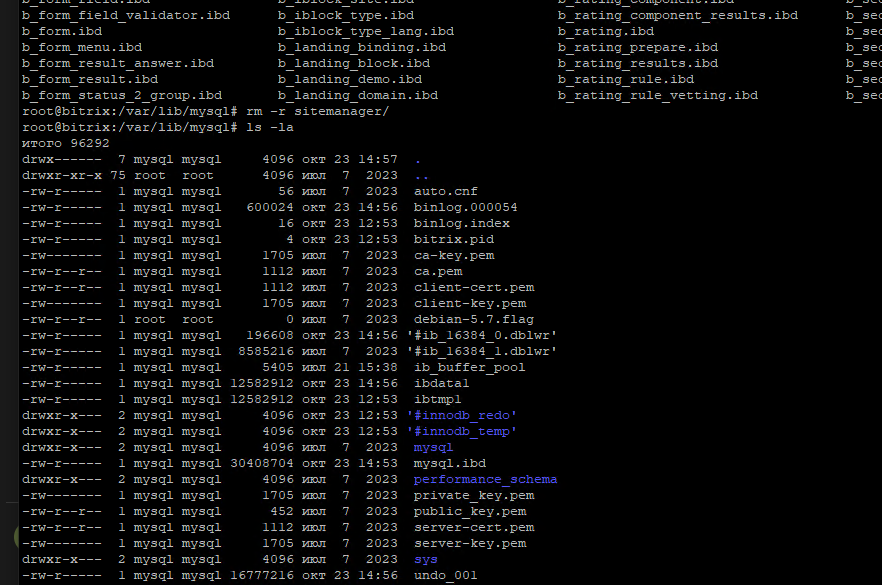 b_form_field.ibd b_iblock_site.ibd b_rating_component.ibd b_sec
b_form_field_validator.ibd b_iblock_type.ibd b_rating_component_results.ibd b_sec
b_form.ibd b_iblock_type_lang.ibd b_rating.ibd b_sec
b_form_menu.ibd b_landing_binding.ibd b_rating_prepare.ibd b_sec
b_form_result_answer.ibd b_landing_block.ibd b_rating_results.ibd b_sec
b_form_result.ibd b_landing_demo.ibd b_rating_rule.ibd b_sec
b_form_status_2_group.ibd b_landing_domain.ibd b_rating_rule_vetting.ibd b_sec
root@bitrix:/var/lib/mysql# rm -r sitemanager/
root@bitrix:/var/lib/mysql# ls -la
итого 96292
drwx------ 7 mysql mysql 4096 окт 23 14:57 .
drwxr-xr-x 75 root root 4096 июл 7 2023 ..
-rw-r----- 1 mysql mysql 56 июл 7 2023 auto.cnf
-rw-r----- 1 mysql mysql 600024 окт 23 14:56 binlog.000054
-rw-r----- 1 mysql mysql 16 окт 23 12:53 binlog.index
-rw-r----- 1 mysql mysql 4 окт 23 12:53 bitrix.pid
-rw------- 1 mysql mysql 1705 июл 7 2023 ca-key.pem
-rw-r--r-- 1 mysql mysql 1112 июл 7 2023 ca.pem
-rw-r--r-- 1 mysql mysql 1112 июл 7 2023 client-cert.pem
-rw------- 1 mysql mysql 1705 июл 7 2023 client-key.pem
-rw-r--r-- 1 root root 0 июл 7 2023 debian-5.7.flag
-rw-r----- 1 mysql mysql 196608 окт 23 14:56 '#ib_16384_0.dblwr'
-rw-r----- 1 mysql mysql 8585216 июл 7 2023 '#ib_16384_1.dblwr'
-rw-r----- 1 mysql mysql 5405 июл 21 15:38 ib_buffer_pool
-rw-r----- 1 mysql mysql 12582912 окт 23 14:56 ibdata1
-rw-r----- 1 mysql mysql 12582912 окт 23 12:53 ibtmp1
drwxr-x--- 2 mysql mysql 4096 окт 23 12:53 '#innodb_redo'
drwxr-x--- 2 mysql mysql 4096 окт 23 12:53 '#innodb_temp'
drwxr-x--- 2 mysql mysql 4096 июл 7 2023 mysql
-rw-r----- 1 mysql mysql 30408704 окт 23 14:53 mysql.ibd
drwxr-x--- 2 mysql mysql 4096 июл 7 2023 performance_schema
-rw------- 1 mysql mysql 1705 июл 7 2023 private_key.pem
-rw-r--r-- 1 mysql mysql 452 июл 7 2023 public_key.pem
-rw-r--r-- 1 mysql mysql 1112 июл 7 2023 server-cert.pem
-rw------- 1 mysql mysql 1705 июл 7 2023 server-key.pem
drwxr-x--- 2 mysql mysql 4096 июл 7 2023 sys
-rw-r----- 1 mysql mysql 16777216 окт 23 14:56 undo_001